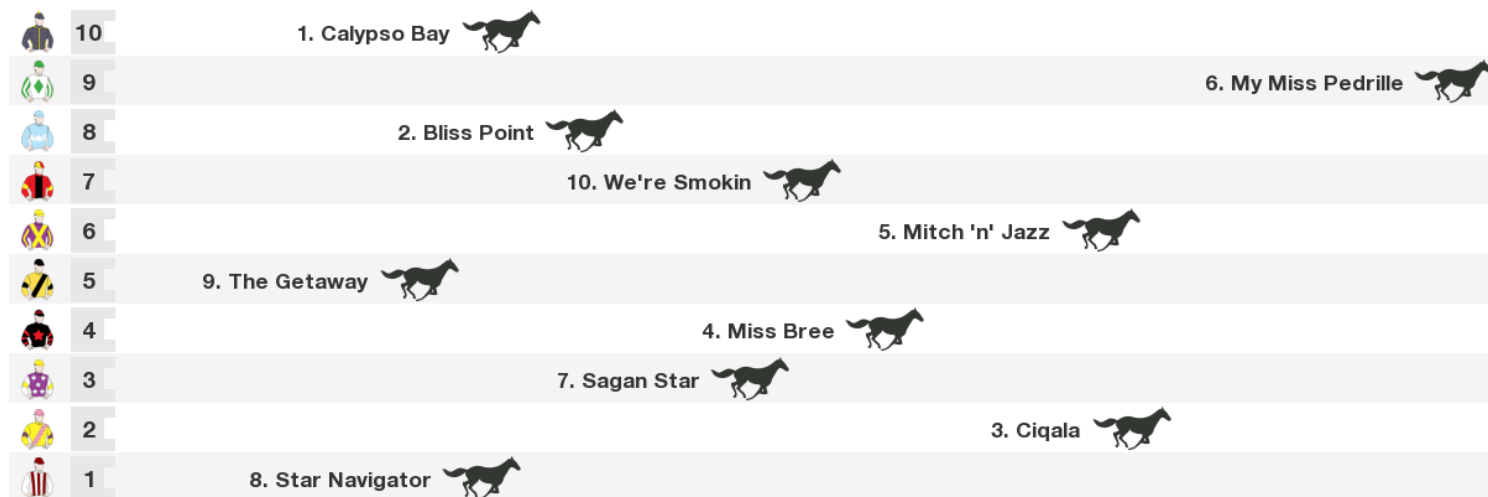 10 1. Calypso Bay
9 6. My Miss Pedrille
8 2. Bliss Point
7 10. We're Smokin
6 5. Mitch 'n' Jazz
5 9. The Getaway
4 4. Miss Bree
3 7. Sagan Star
2 3. Ciqala
1 8. Star Navigator